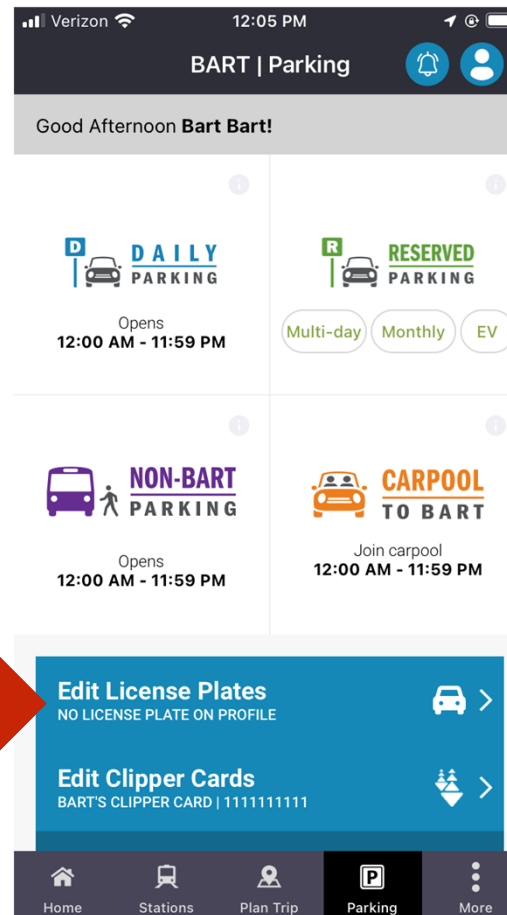 Verizon 12:05 PM
BART | Parking
Good Afternoon Bart Bart!
D DAILY
PARKING
Opens
12:00 AM - 11:59 PM
R RESERVED
PARKING
Multi-day Monthly EV
NON-BART
PARKING
Opens
12:00 AM - 11:59 PM
CARPOOL
TO BART
Join carpool
12:00 AM - 11:59 PM
Edit License Plates
NO LICENSE PLATE ON PROFILE
Edit Clipper Cards
BART'S CLIPPER CARD | 1111111111
P
Home Stations Plan Trip Parking More